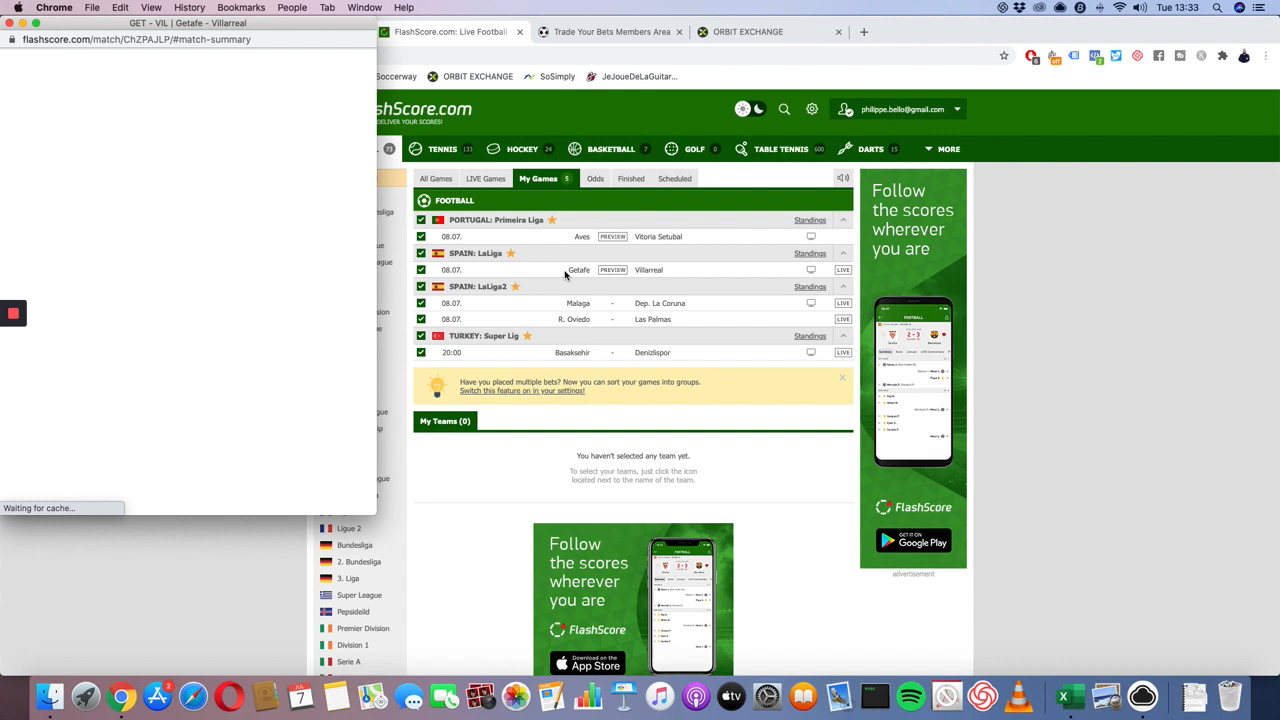 Chrome File Edit View History Bookmarks People Tab Window Help
Tue 13:33
GET - VIL | Getafe - Villarreal
flashscore.com/match/ChZPAJLP/#match-summary
FlashScore.com: Live Football
Trade Your Bets Members Area
ORBIT EXCHANGE
Soccerway ORBIT EXCHANGE SoSimply JeJoueDeLaGuitar...
shScore.com
DELIVER YOUR SCORES!
philippe.bello@gmail.com
73 TENNIS 133 HOCKEY 24 BASKETBALL 7 GOLF 0 TABLE TENNIS 600 DARTS 15 MORE
All Games LIVE Games My Games 5 Odds Finished Scheduled
FOOTBALL
PORTUGAL: Primeira Liga Standings
08.07. Aves PREVIEW Vitoria Setubal
SPAIN: LaLiga Standings
08.07. Getafe PREVIEW Villarreal LIVE
SPAIN: LaLiga2 Standings
08.07. Malaga - Dep. La Coruna LIVE
08.07. R. Oviedo - Las Palmas LIVE
TURKEY: Super Lig Standings
20:00 Basaksehir - Denizlispor LIVE
Have you placed multiple bets? Now you can sort your games into groups.
Switch this feature on in your settings!
My Teams (0)
You haven't selected any team yet.
To select your teams, just click the icon
located next to the name of the team.
Follow
the scores
wherever
you are
FlashScore
Download on the
App Store
Follow
the scores
wherever
you are
FlashScore
GET IT ON
Google Play
advertisement
Waiting for cache...
Ligue 2
Bundesliga
2. Bundesliga
3. Liga
Super League
Pepsideild
Premier Division
Division 1
Serie A